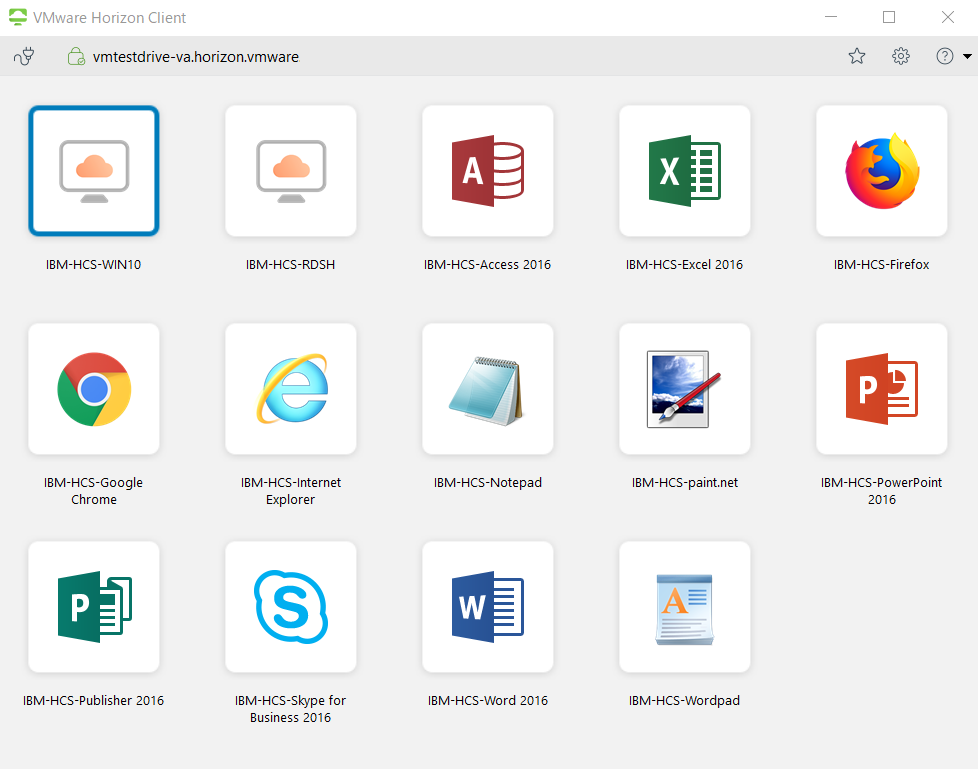 VMware Horizon Client
vmtestdrive-va.horizon.vmware
IBM-HCS-WIN10
IBM-HCS-RDSH
A
IBM-HCS-Access 2016
X
IBM-HCS-Excel 2016
IBM-HCS-Firefox
IBM-HCS-Google
Chrome
IBM-HCS-Internet
Explorer
IBM-HCS-Notepad
IBM-HCS-paint.net
P
IBM-HCS-PowerPoint
2016
P
IBM-HCS-Publisher 2016
S
IBM-HCS-Skype for
Business 2016
W
IBM-HCS-Word 2016
A
IBM-HCS-Wordpad